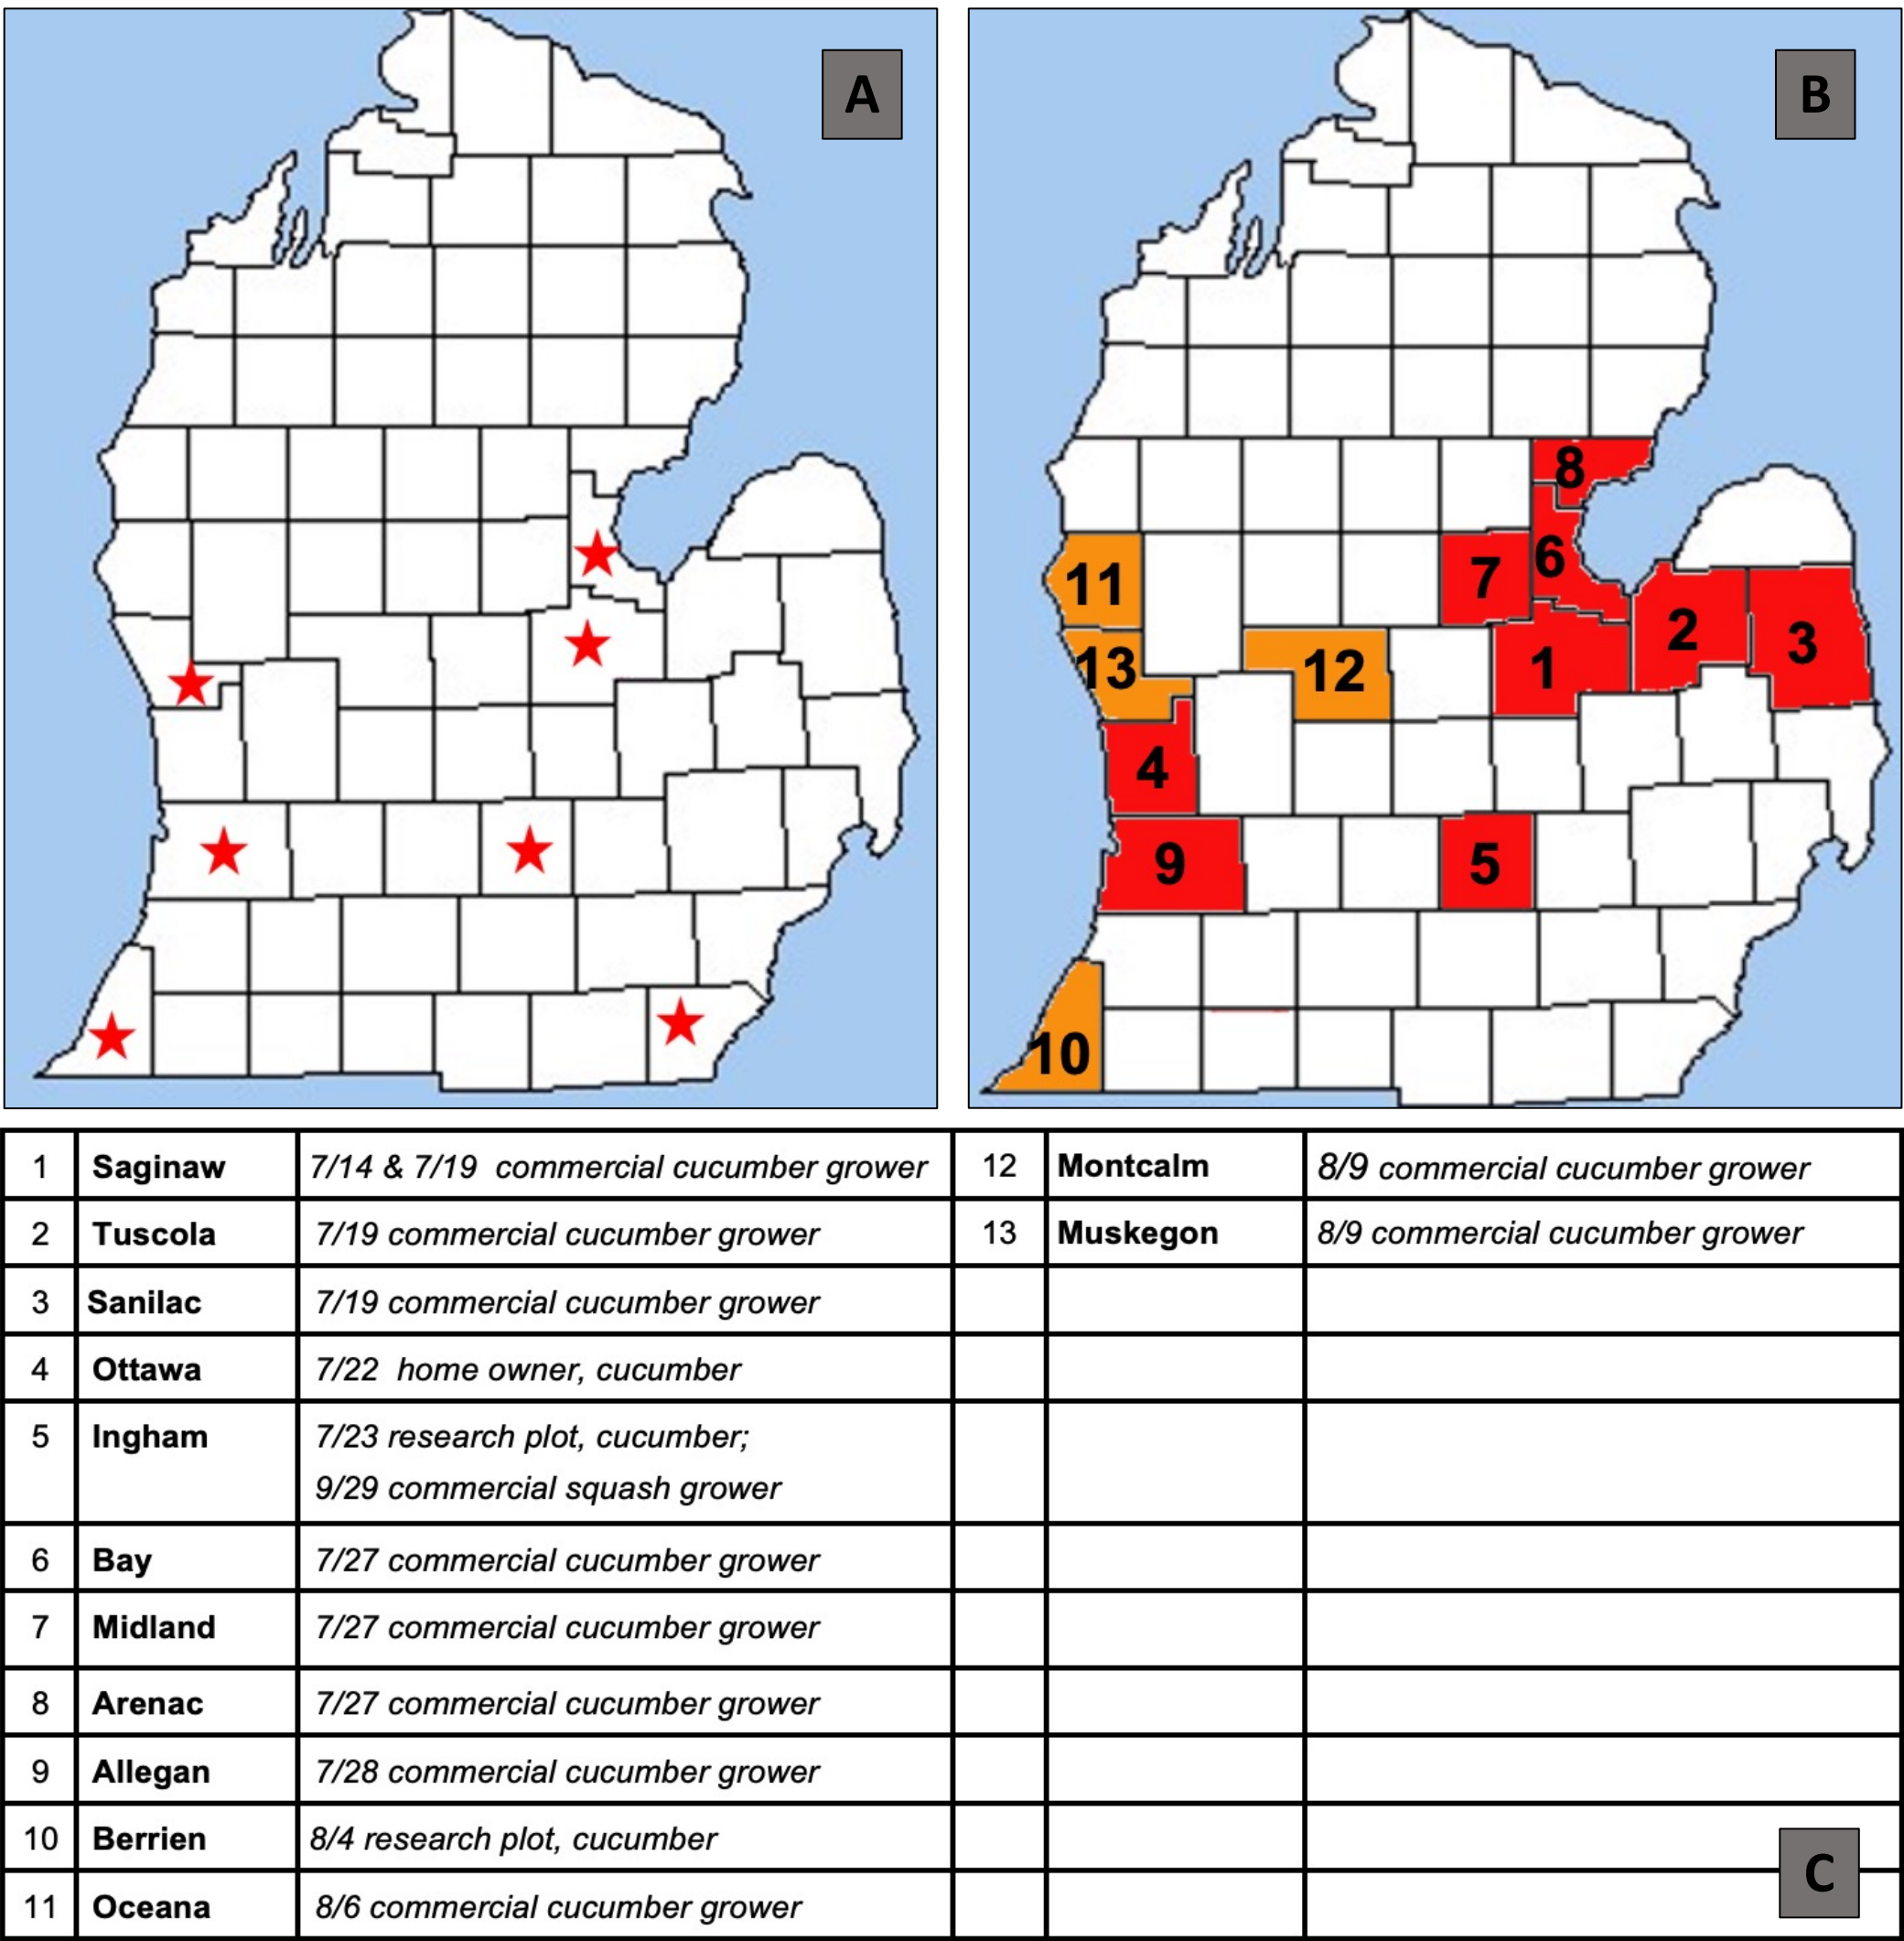 A
B
8
11
7
6
2
3
13
12
1
4
9
5
10
1 Saginaw 7/14 & 7/19 commercial cucumber grower 12 Montcalm 8/9 commercial cucumber grower
2 Tuscola 7/19 commercial cucumber grower 13 Muskegon 8/9 commercial cucumber grower
3 Sanilac 7/19 commercial cucumber grower
4 Ottawa 7/22 home owner, cucumber
5 Ingham 7/23 research plot, cucumber;
9/29 commercial squash grower
6 Bay 7/27 commercial cucumber grower
7 Midland 7/27 commercial cucumber grower
8 Arenac 7/27 commercial cucumber grower
9 Allegan 7/28 commercial cucumber grower
10 Berrien 8/4 research plot, cucumber
C
11 Oceana 8/6 commercial cucumber grower